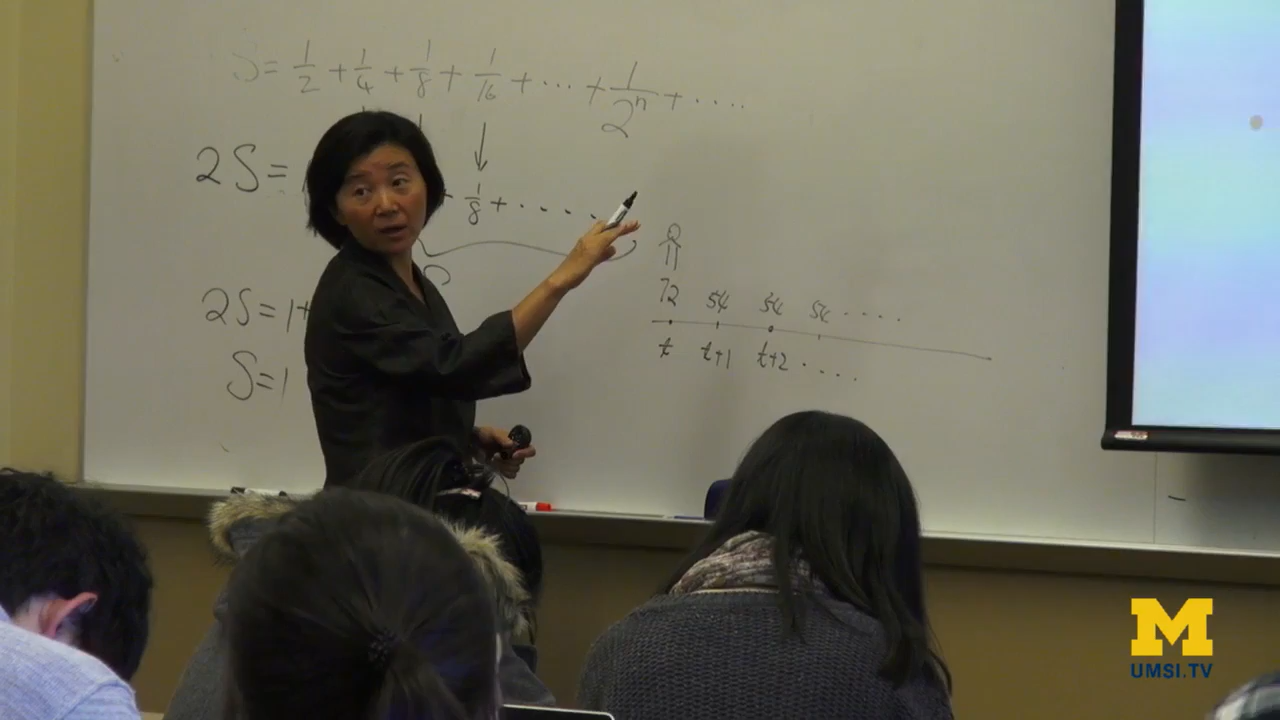 S = 1/2 + 1/4 + 1/8 + 1/16 + ... + 1/2^n + ....
2S =
1/8 + ....
2S = 1+
S = 1
72 54 54 54 ....
t t+1 t+2 ....
M
UMSI.TV